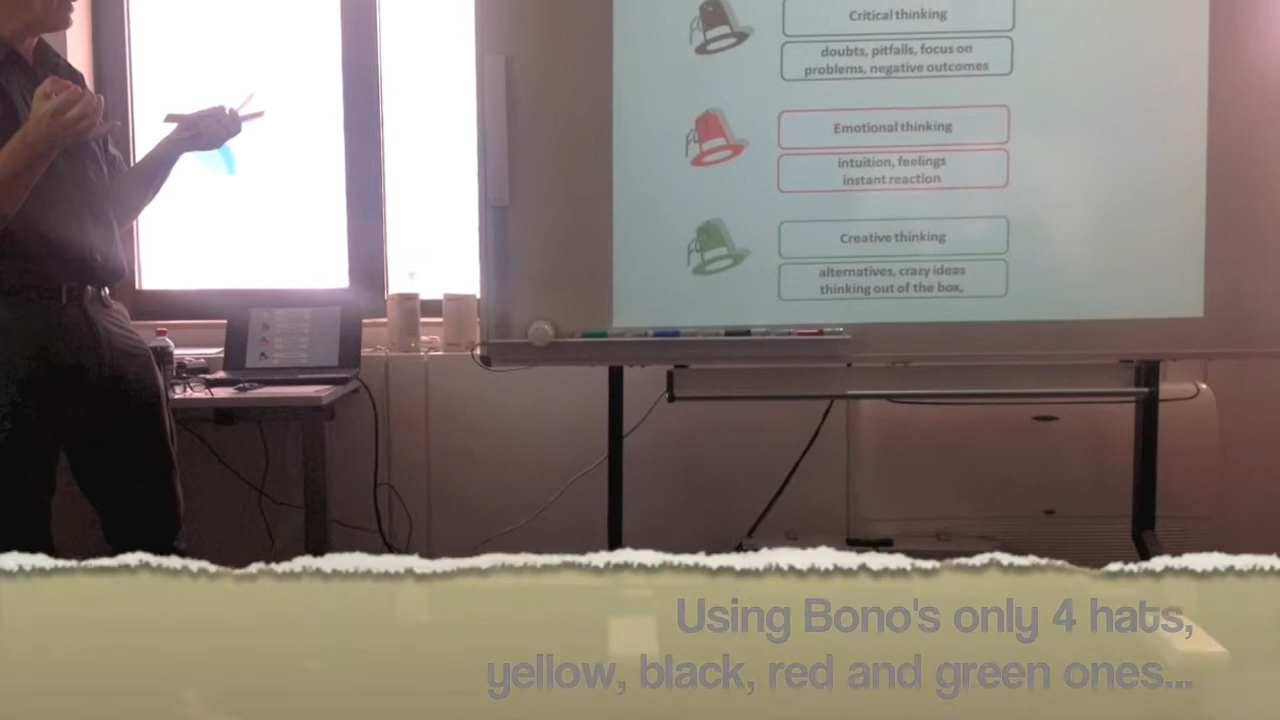 Critical thinking
doubts, pitfalls, focus on
problems, negative outcomes
Emotional thinking
intuition, feelings
instant reaction
Creative thinking
alternatives, crazy ideas
thinking out of the box,
Using Bono's only 4 hats,
yellow, black, red and green ones...